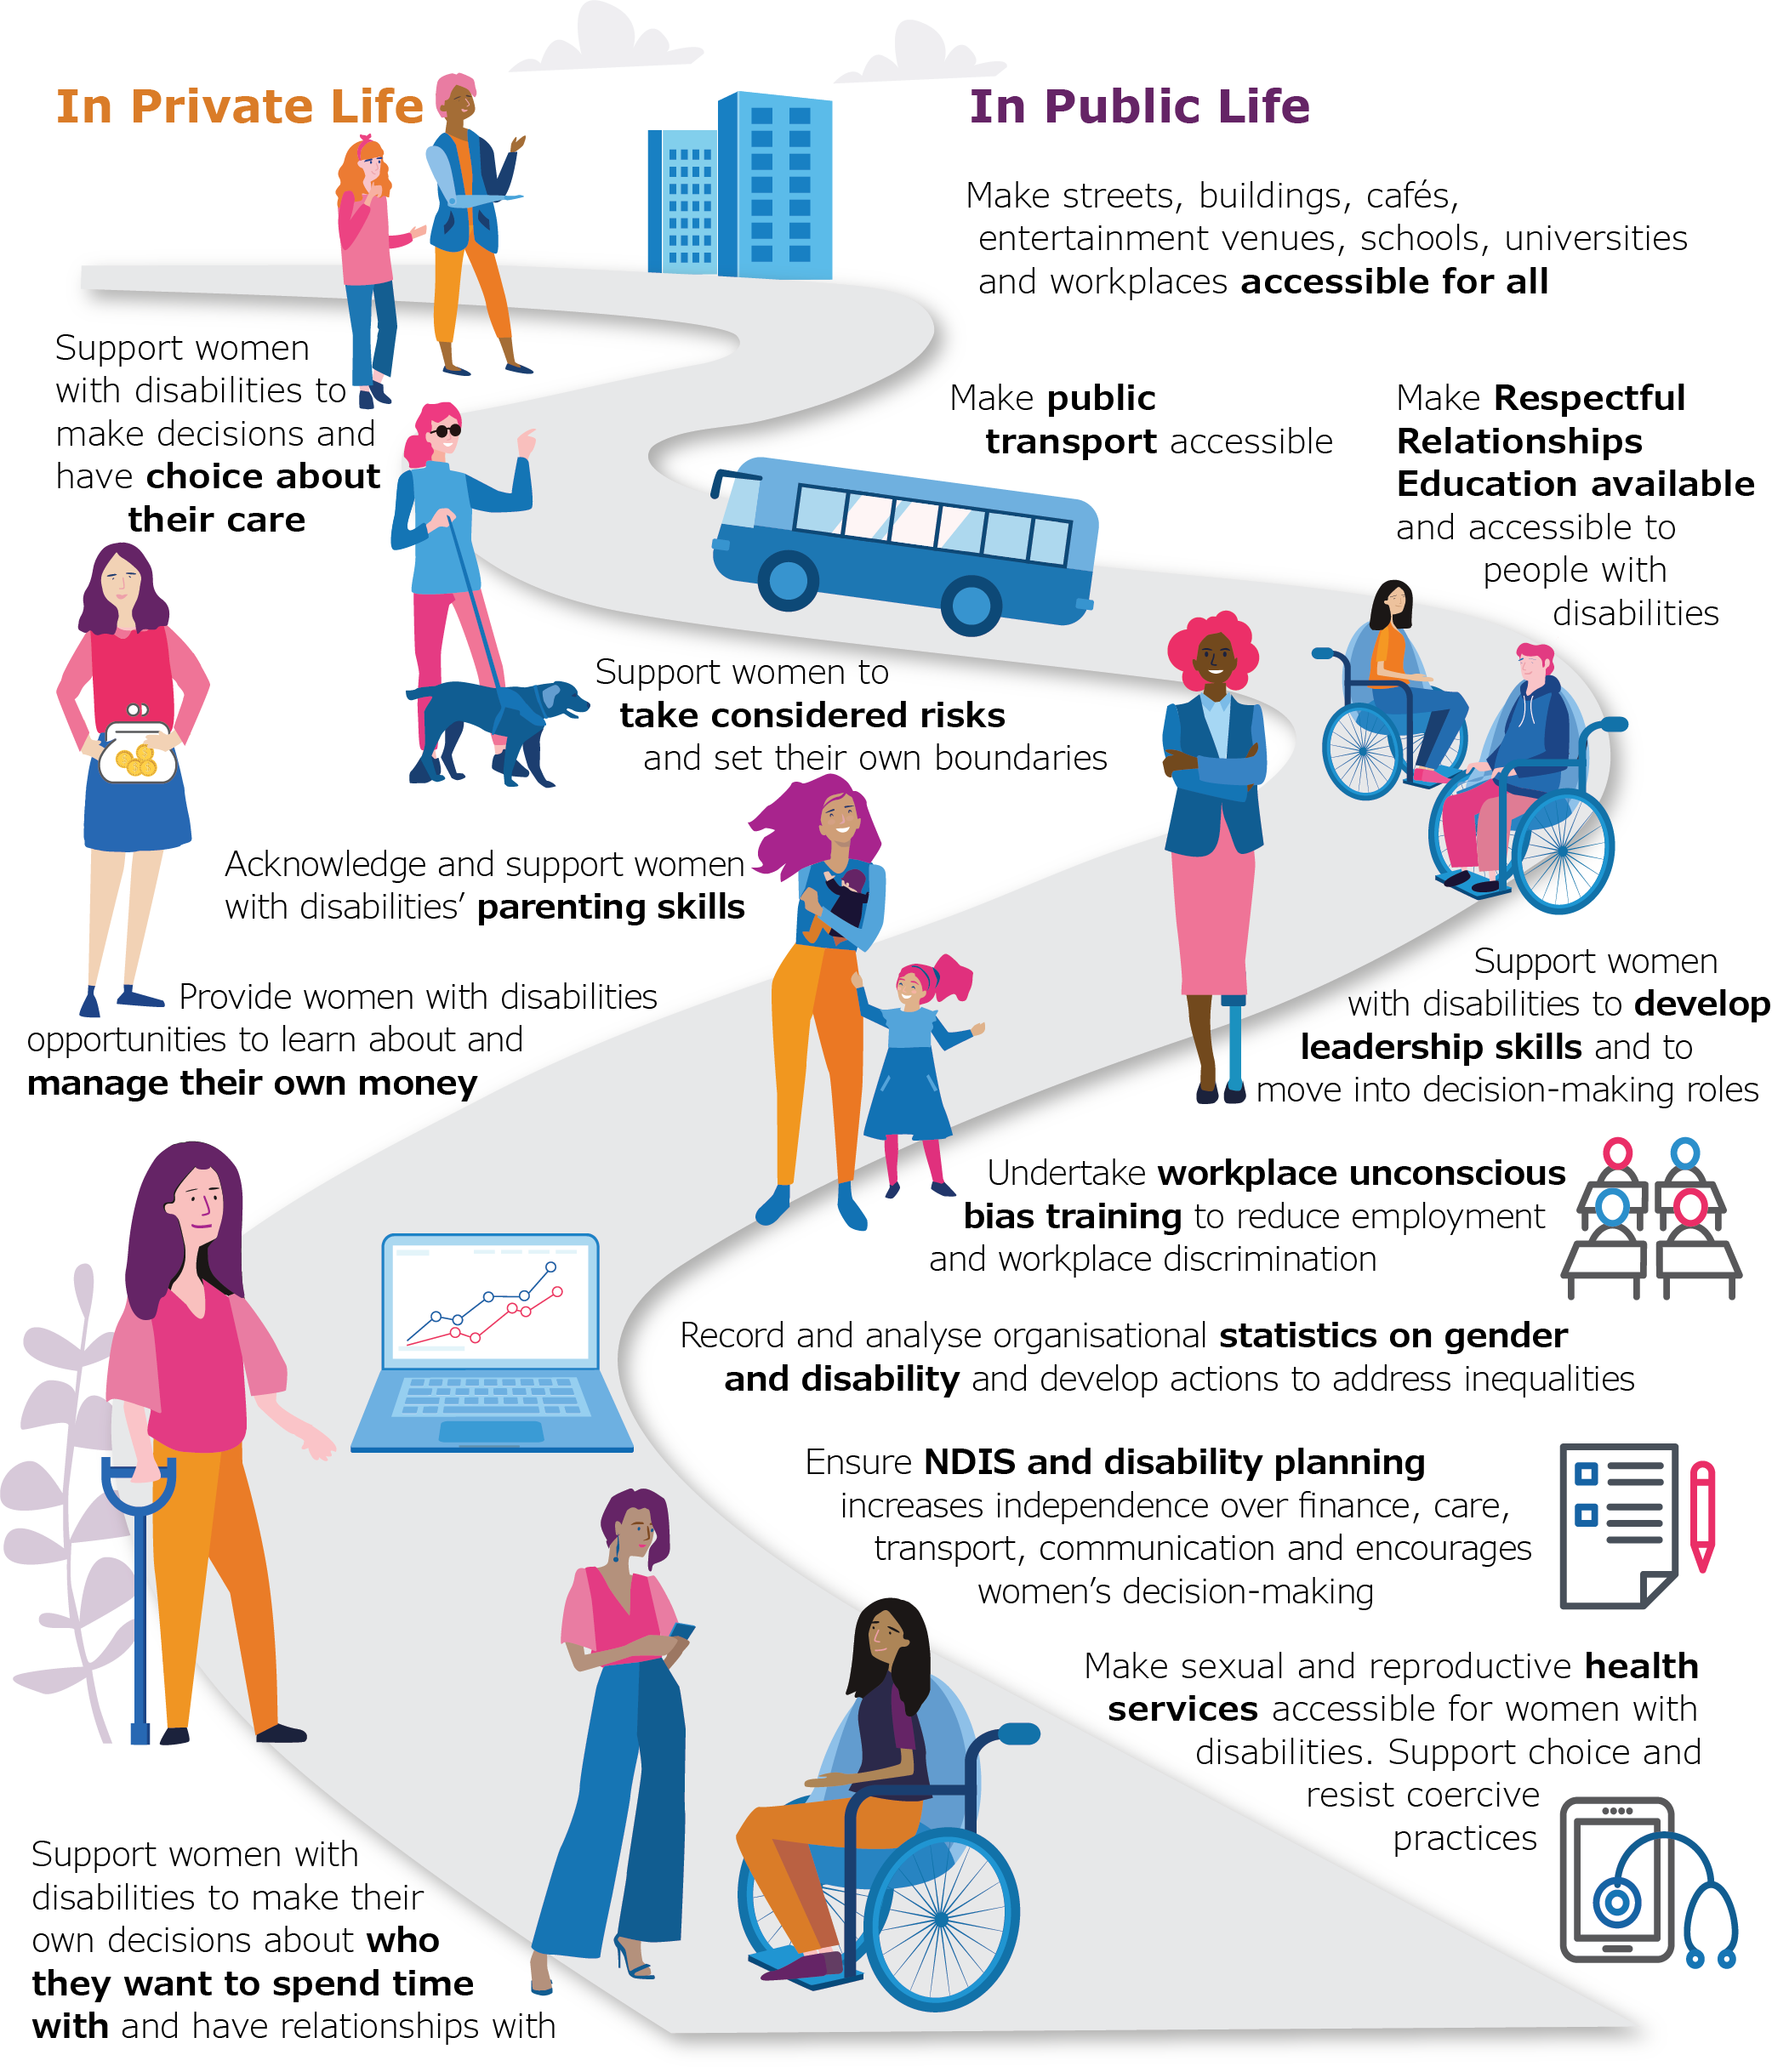 In Private Life
Support women
with disabilities to
make decisions and
have choice about
their care
Support women to
take considered risks
and set their own boundaries
Acknowledge and support women
with disabilities’ parenting skills
Provide women with disabilities
opportunities to learn about and
manage their own money
Support women with
disabilities to make their
own decisions about who
they want to spend time
with and have relationships with
In Public Life
Make streets, buildings, cafés,
entertainment venues, schools, universities
and workplaces accessible for all
Make public
transport accessible
Make Respectful
Relationships
Education available
and accessible to
people with
disabilities
Support women
with disabilities to develop
leadership skills and to
move into decision-making roles
Undertake workplace unconscious
bias training to reduce employment
and workplace discrimination
Record and analyse organisational statistics on gender
and disability and develop actions to address inequalities
Ensure NDIS and disability planning
increases independence over finance, care,
transport, communication and encourages
women’s decision-making
Make sexual and reproductive health
services accessible for women with
disabilities. Support choice and
resist coercive
practices